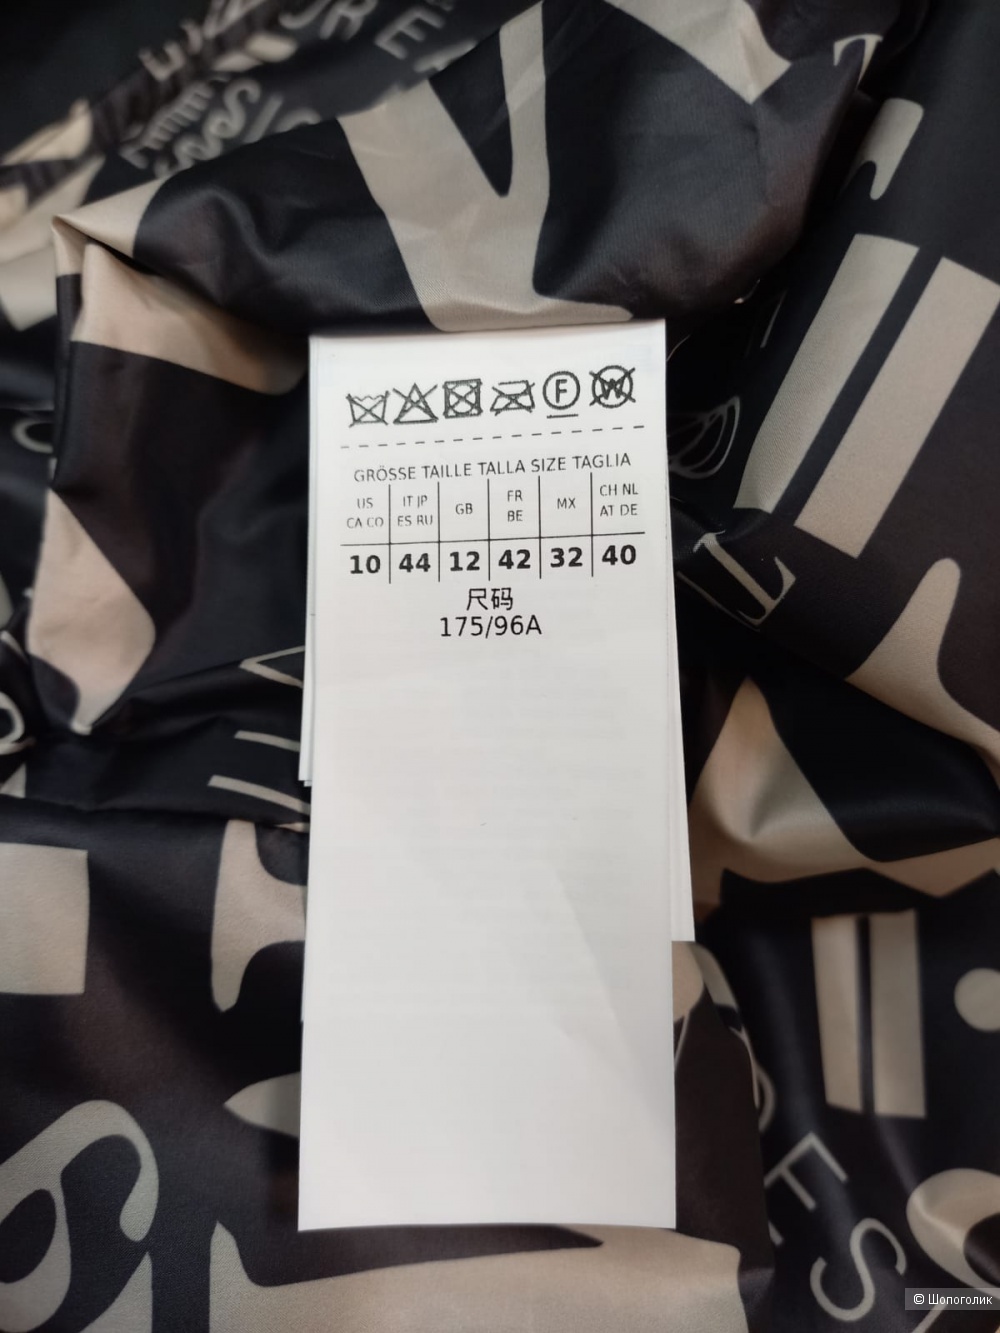 F W
GRÖSSE TAILLE TALLA SIZE TAGLIA
US IT JP GB FR MX CH NL
CA CO ES RU BE AT DE
10 44 12 42 32 40
尺码
175/96A
© Шопоголик